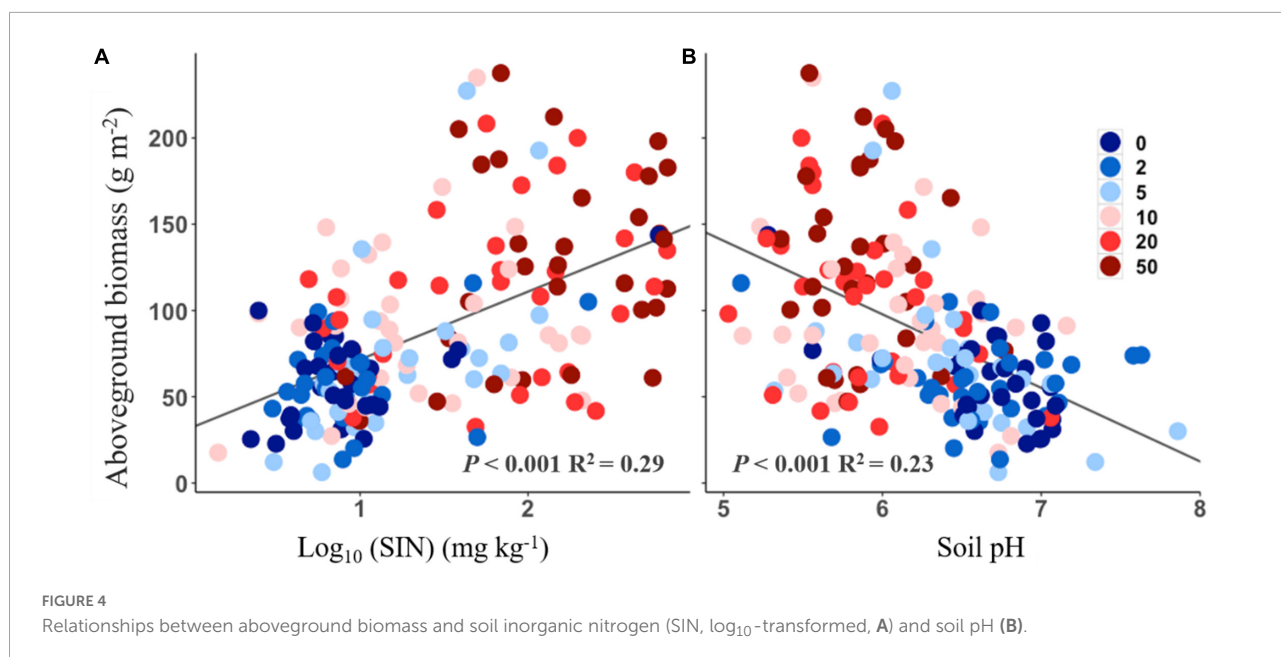 A
B
Aboveground biomass (g m⁻²)
200
150
100
50
0
P < 0.001 R² = 0.29
1
2
Log₁₀ (SIN) (mg kg⁻¹)
P < 0.001 R² = 0.23
5
6
7
8
Soil pH
0
2
5
10
20
50
FIGURE 4
Relationships between aboveground biomass and soil inorganic nitrogen (SIN, log₁₀-transformed, A) and soil pH (B).